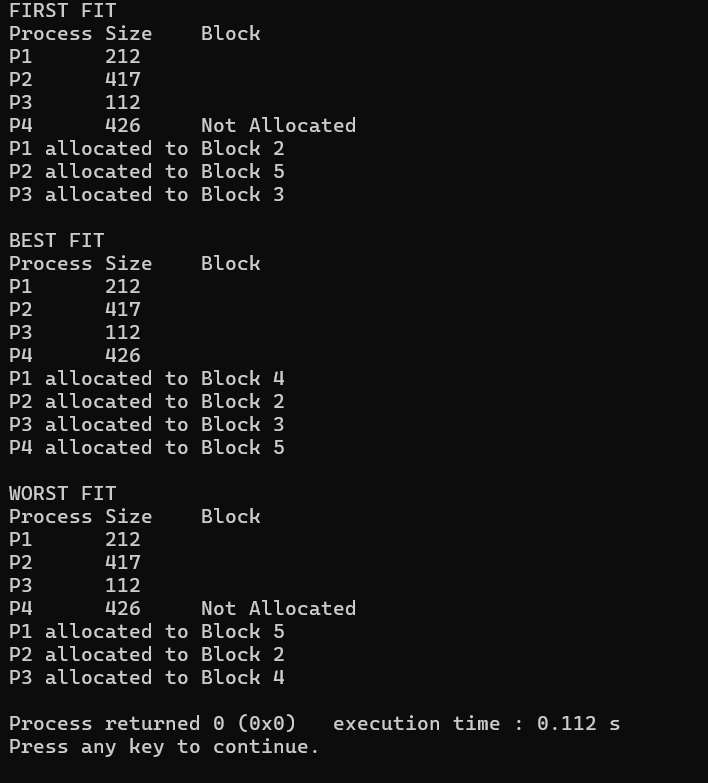 FIRST FIT
Process Size    Block
P1      212
P2      417
P3      112
P4      426     Not Allocated
P1 allocated to Block 2
P2 allocated to Block 5
P3 allocated to Block 3

BEST FIT
Process Size    Block
P1      212
P2      417
P3      112
P4      426
P1 allocated to Block 4
P2 allocated to Block 2
P3 allocated to Block 3
P4 allocated to Block 5

WORST FIT
Process Size    Block
P1      212
P2      417
P3      112
P4      426     Not Allocated
P1 allocated to Block 5
P2 allocated to Block 2
P3 allocated to Block 4

Process returned 0 (0x0)   execution time : 0.112 s
Press any key to continue.